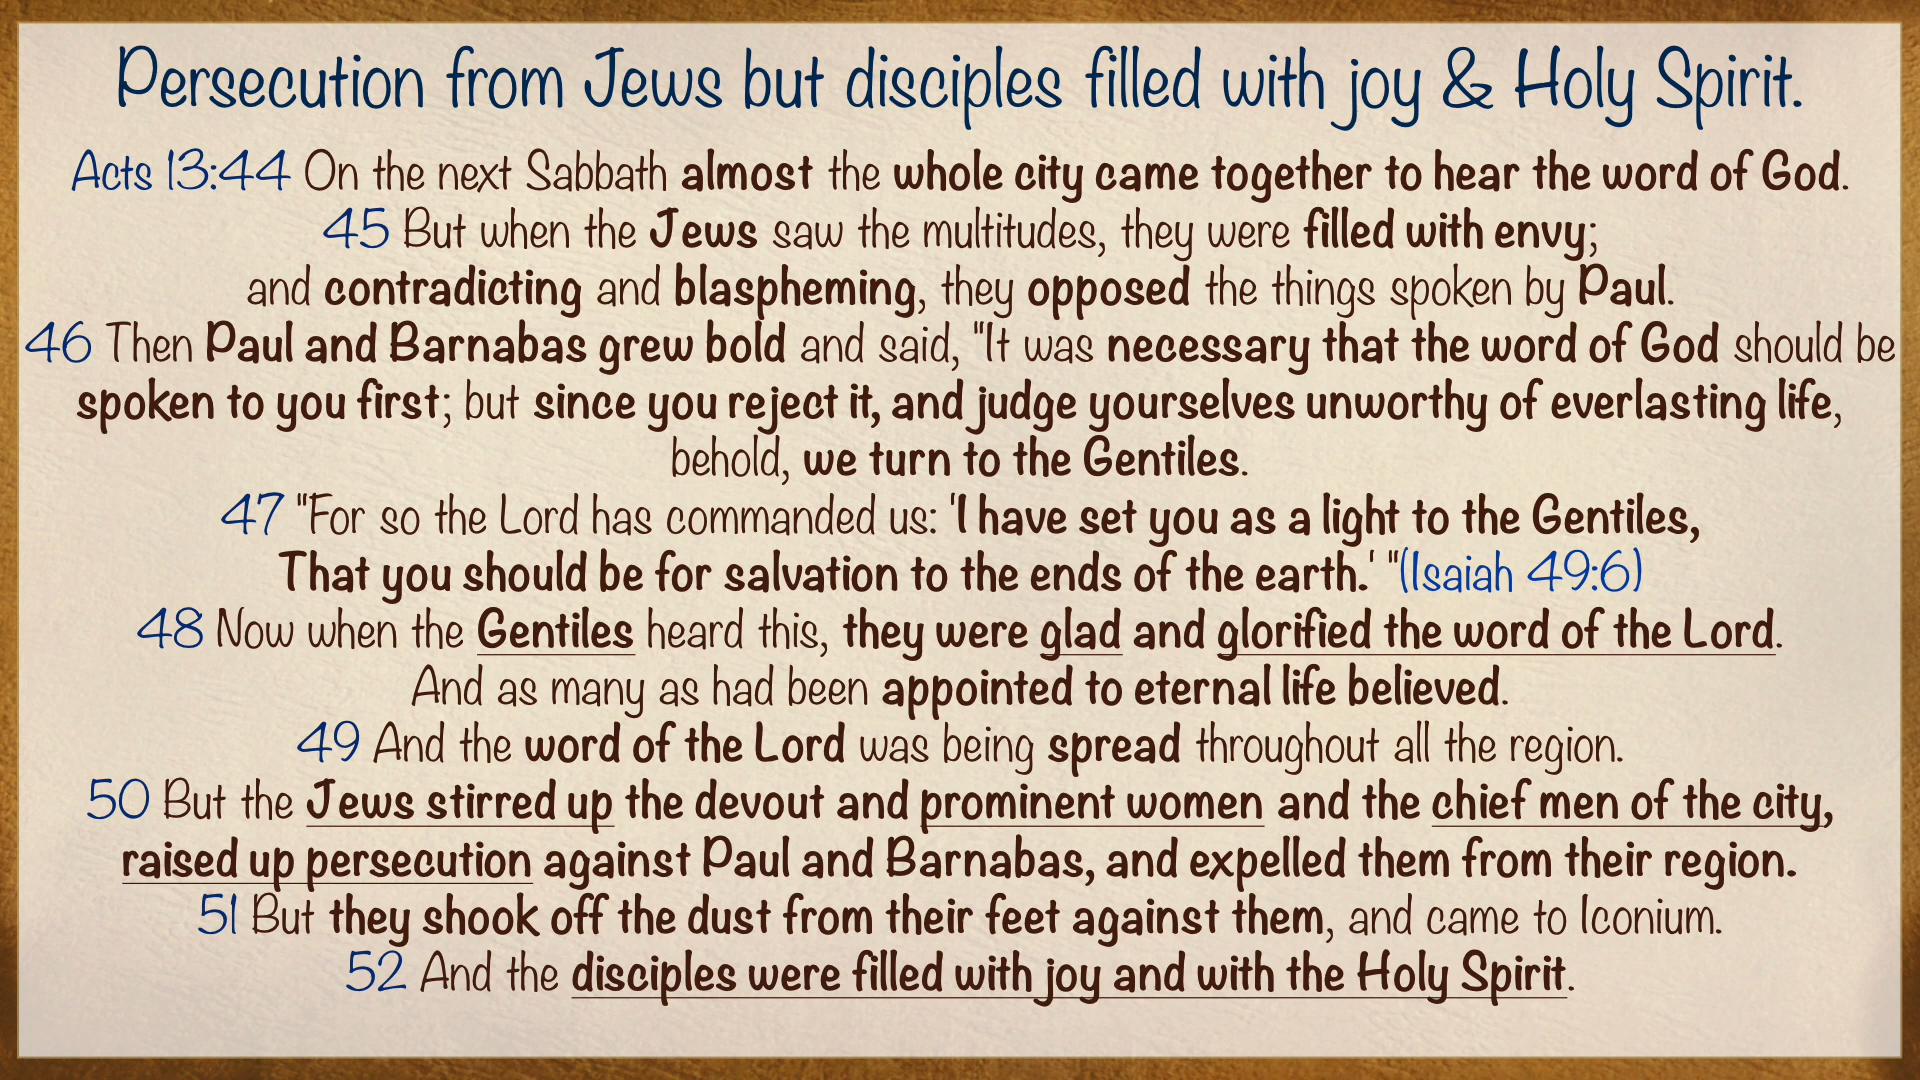 Persecution from Jews but disciples filled with joy & Holy Spirit.
Acts 13:44 On the next Sabbath almost the whole city came together to hear the word of God.
45 But when the Jews saw the multitudes, they were filled with envy;
and contradicting and blaspheming, they opposed the things spoken by Paul.
46 Then Paul and Barnabas grew bold and said, "It was necessary that the word of God should be
spoken to you first; but since you reject it, and judge yourselves unworthy of everlasting life,
behold, we turn to the Gentiles.
47 "For so the Lord has commanded us: 'I have set you as a light to the Gentiles,
That you should be for salvation to the ends of the earth.' "(Isaiah 49:6)
48 Now when the Gentiles heard this, they were glad and glorified the word of the Lord.
And as many as had been appointed to eternal life believed.
49 And the word of the Lord was being spread throughout all the region.
50 But the Jews stirred up the devout and prominent women and the chief men of the city,
raised up persecution against Paul and Barnabas, and expelled them from their region.
51 But they shook off the dust from their feet against them, and came to Iconium.
52 And the disciples were filled with joy and with the Holy Spirit.